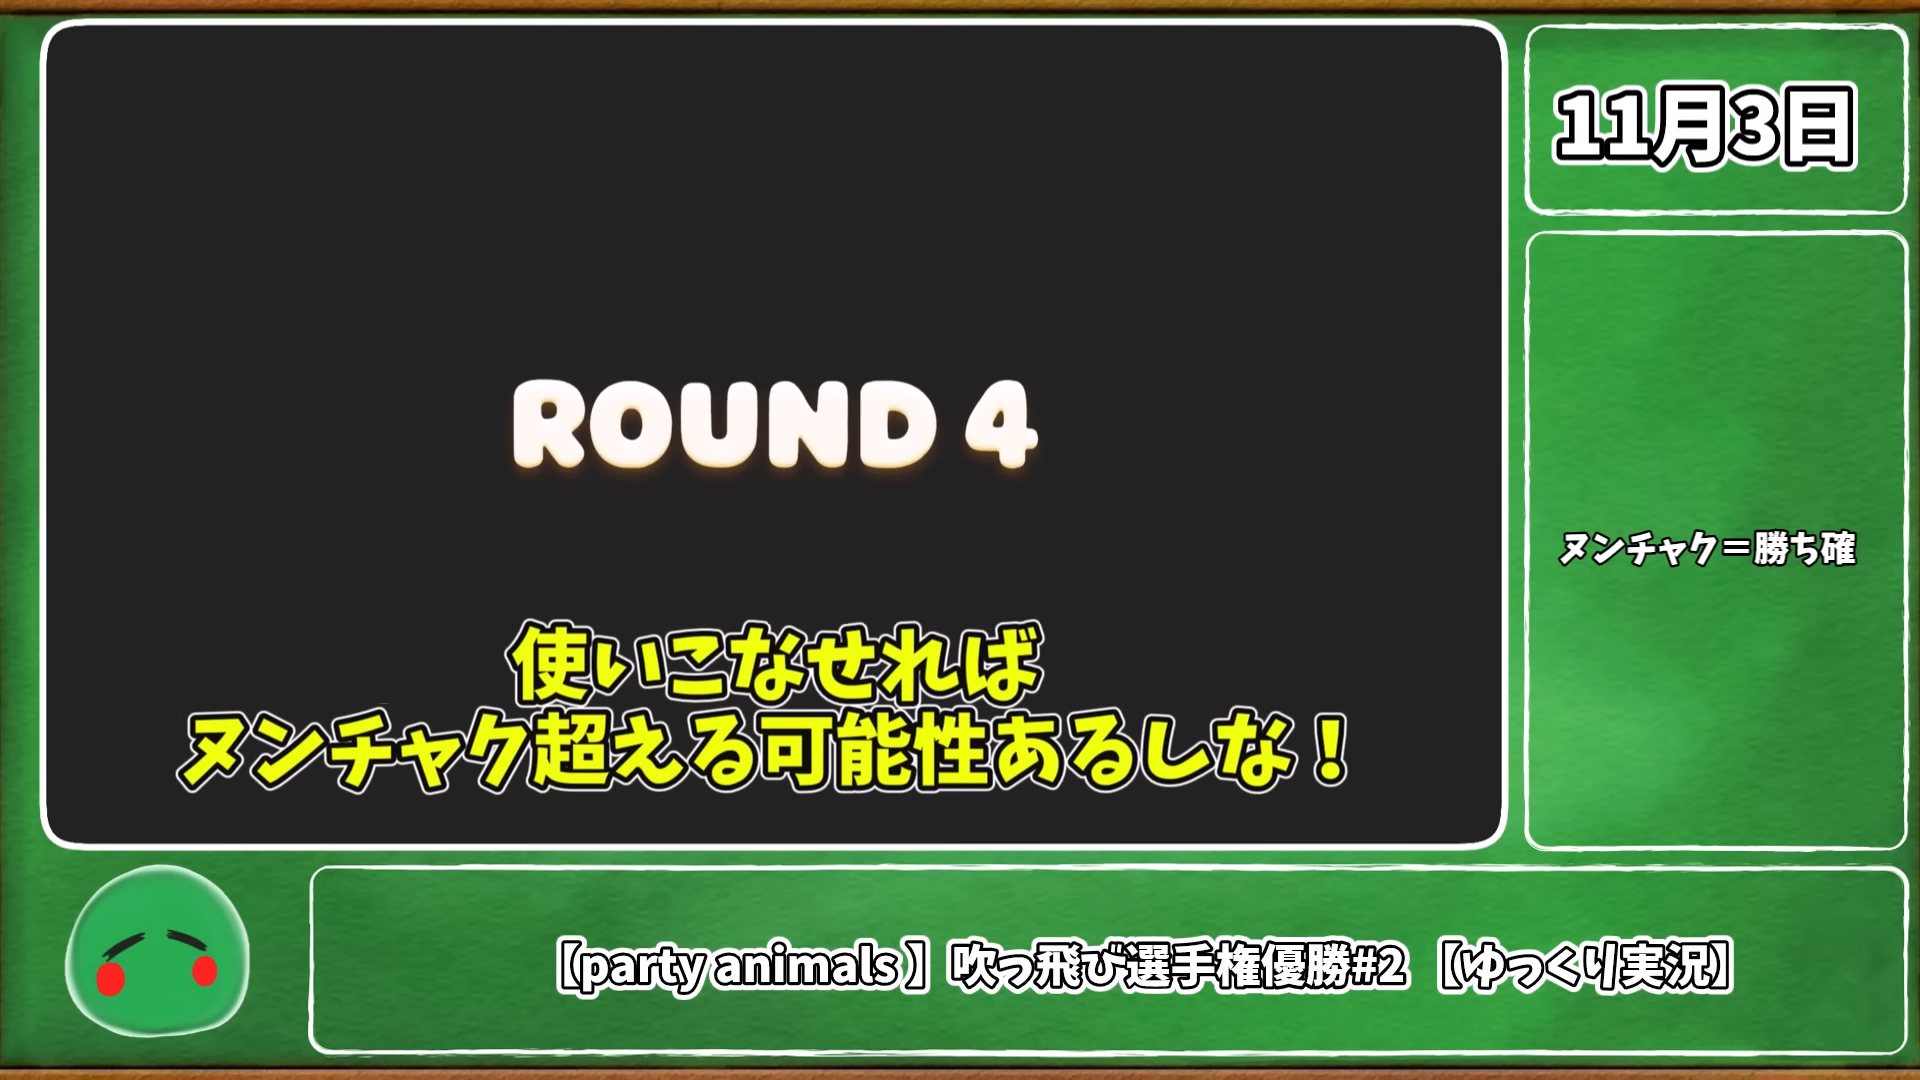 ROUND 4
使いこなせれば
ヌンチャク超える可能性あるしな！
11月3日
ヌンチャク＝勝ち確
【party animals】吹っ飛び選手権優勝#2 【ゆっくり実況】